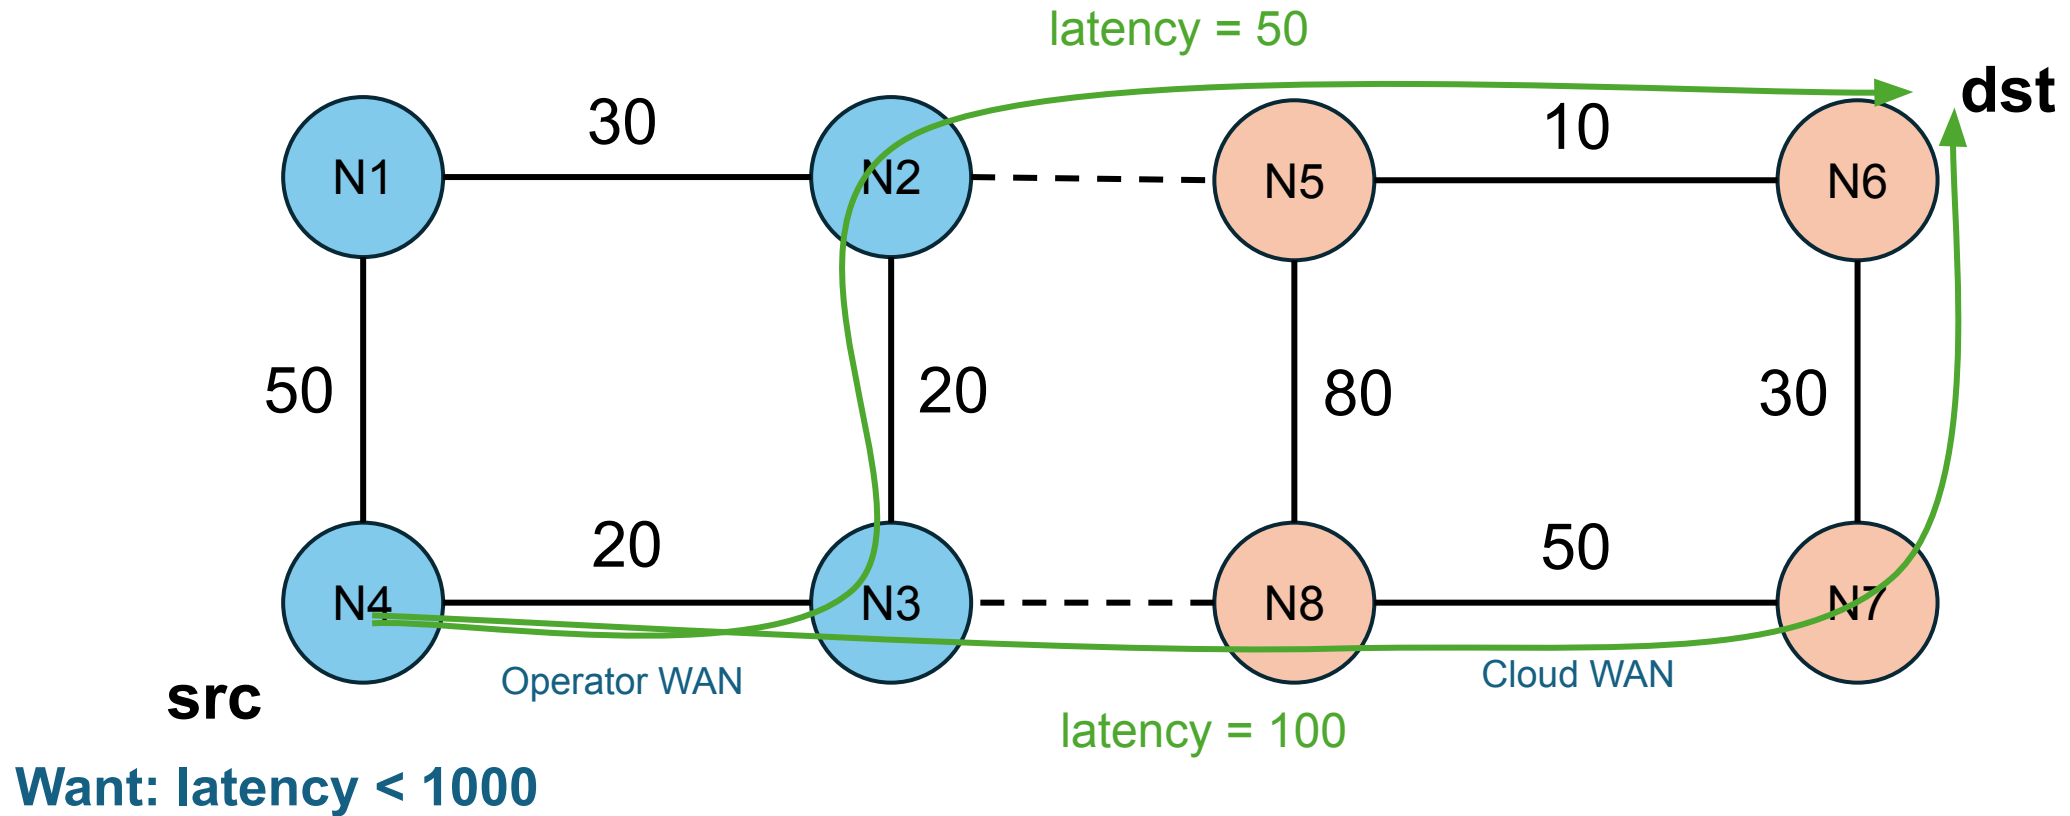 latency = 50
dst
30
10
N1
N2
N5
N6
50
20
80
30
20
50
N4
N3
N8
N7
Operator WAN
Cloud WAN
src
latency = 100
Want: latency < 1000